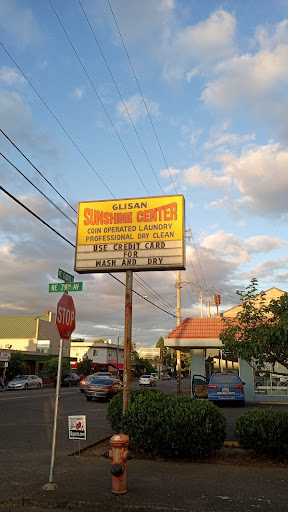 GLISAN
SUNSHINE CENTER
COIN OPERATED LAUNDRY
PROFESSIONAL DRY CLEAN
USE CREDIT CARD
FOR
WASH AND DRY
NE 79TH AV
STOP